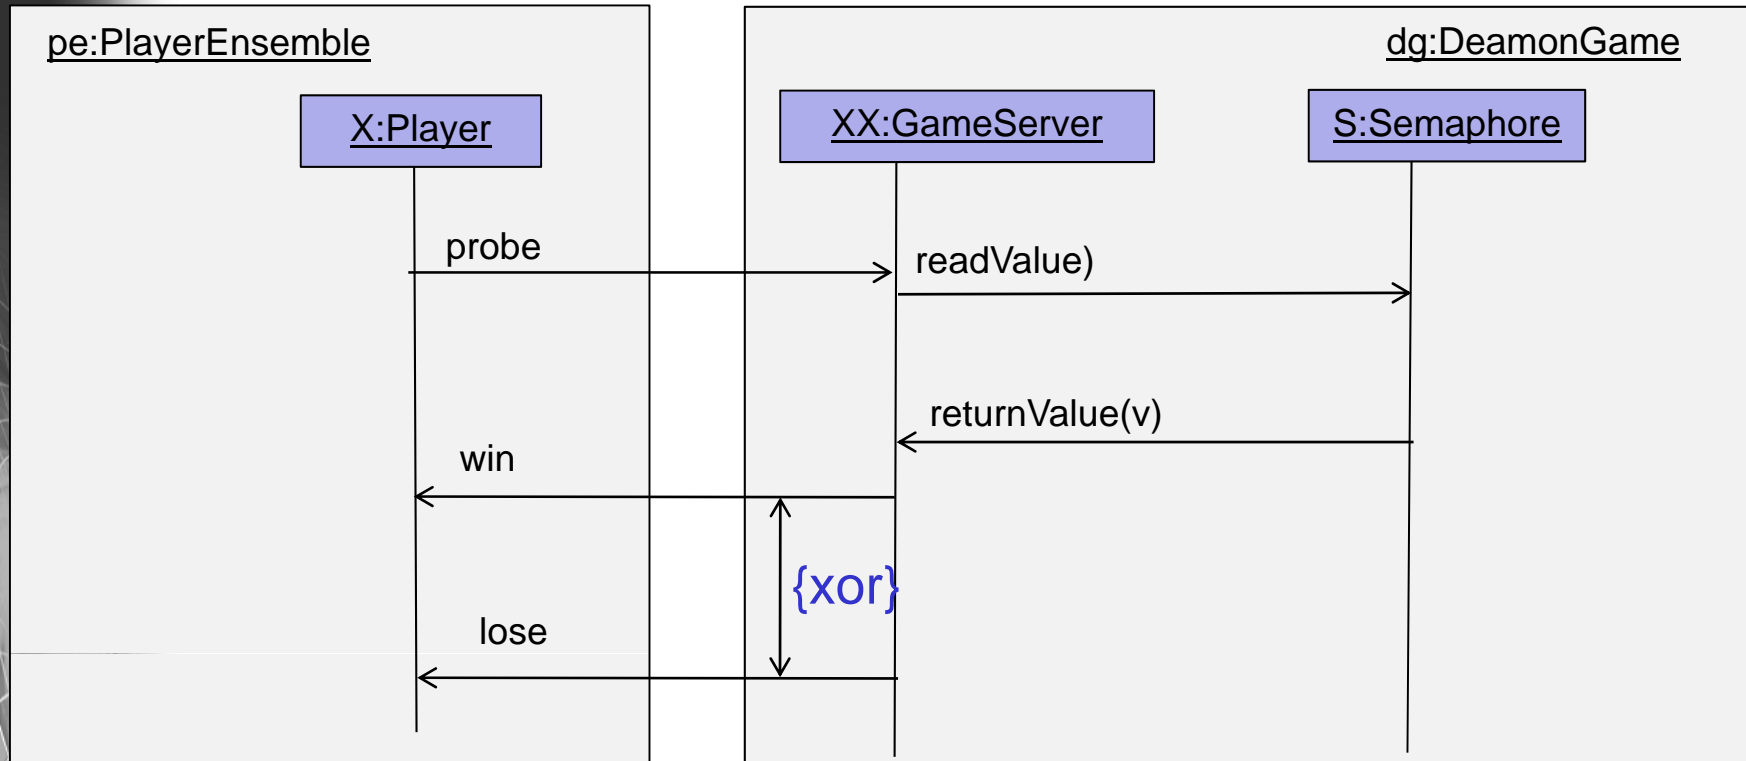 pe:PlayerEnsemble
dg:DeamonGame
X:Player
XX:GameServer
S:Semaphore
probe
readValue)
returnValue(v)
win
{xor}
lose